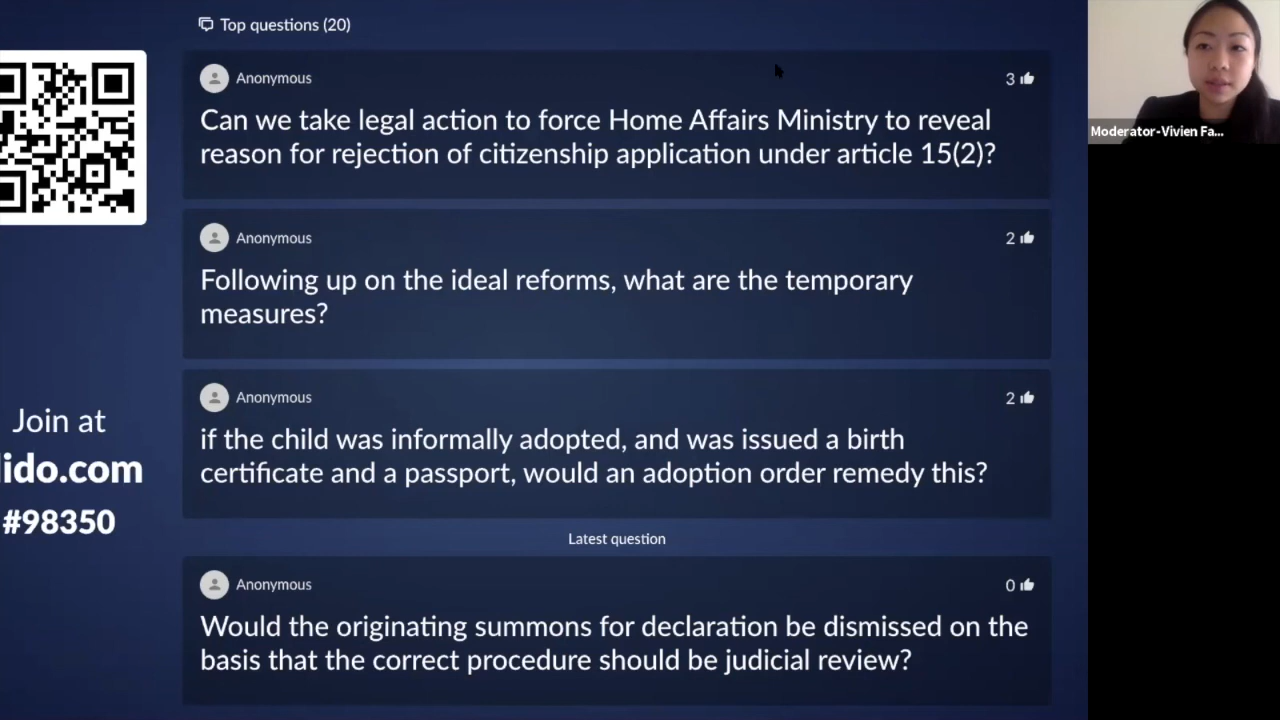 Top questions (20)
Anonymous
3
Can we take legal action to force Home Affairs Ministry to reveal
reason for rejection of citizenship application under article 15(2)?
Anonymous
2
Following up on the ideal reforms, what are the temporary
measures?
Anonymous
2
if the child was informally adopted, and was issued a birth
certificate and a passport, would an adoption order remedy this?
Latest question
Anonymous
0
Would the originating summons for declaration be dismissed on the
basis that the correct procedure should be judicial review?
Join at
lido.com
#98350
Moderator-Vivien Fa...